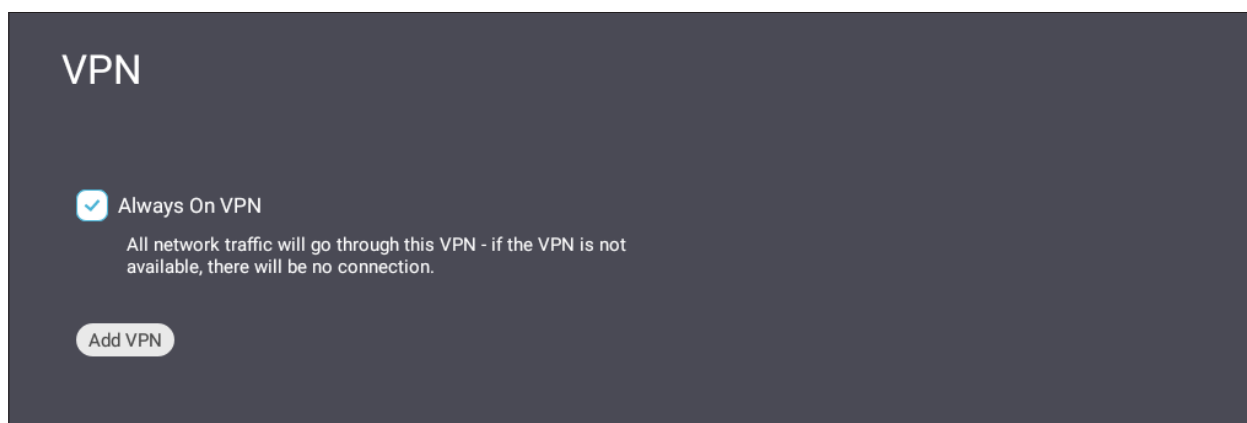 VPN
Always On VPN
All network traffic will go through this VPN - if the VPN is not
available, there will be no connection.
Add VPN